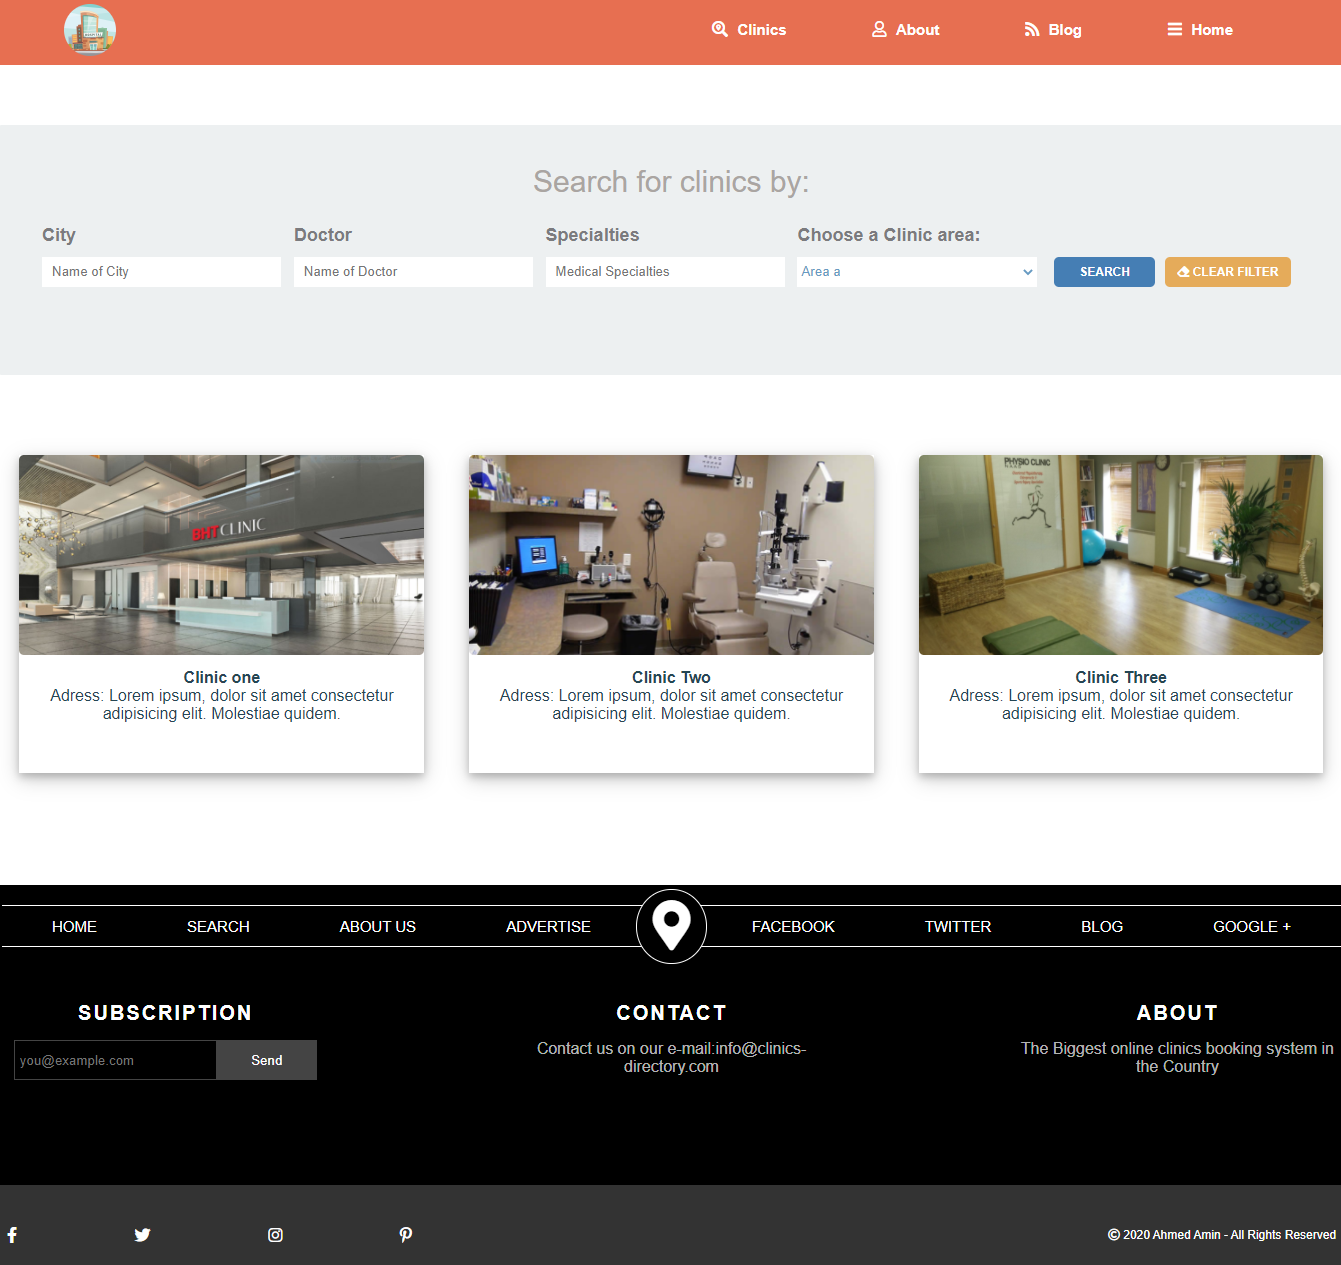 Clinics
About
Blog
Home
Search for clinics by:
City
Doctor
Specialties
Choose a Clinic area:
Name of City
Name of Doctor
Medical Specialties
Area a
SEARCH
CLEAR FILTER
BHT CLINIC
PHYSIO CLINIC
Clinic one
Adress: Lorem ipsum, dolor sit amet consectetur
adipisicing elit. Molestiae quidem.
Clinic Two
Adress: Lorem ipsum, dolor sit amet consectetur
adipisicing elit. Molestiae quidem.
Clinic Three
Adress: Lorem ipsum, dolor sit amet consectetur
adipisicing elit. Molestiae quidem.
HOME
SEARCH
ABOUT US
ADVERTISE
FACEBOOK
TWITTER
BLOG
GOOGLE +
SUBSCRIPTION
you@example.com
Send
CONTACT
Contact us on our e-mail:info@clinics-
directory.com
ABOUT
The Biggest online clinics booking system in
the Country
© 2020 Ahmed Amin - All Rights Reserved